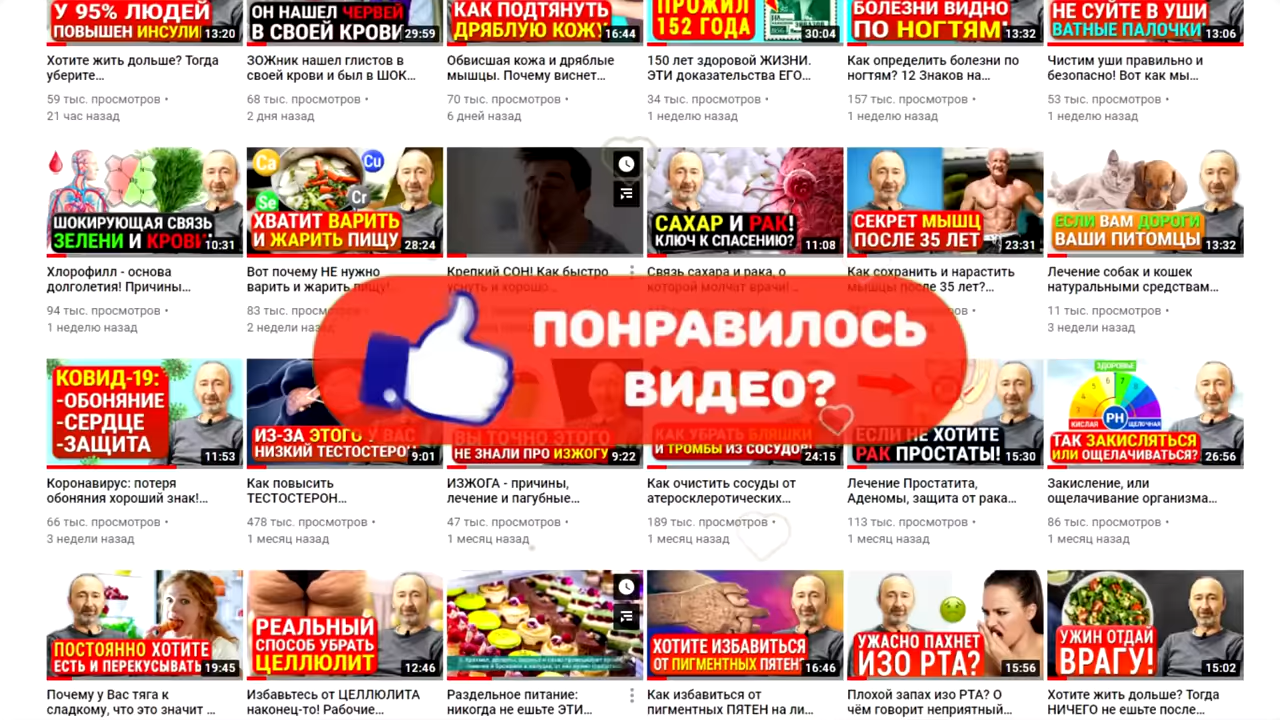 У 95% ЛЮДЕЙ
ПОВЫШЕН ИНСУЛИ
13:20
ОН НАШЕЛ ЧЕРВЕЙ
В СВОЕЙ КРОВИ
29:59
КАК ПОДТЯНУТЬ
ДРЯБЛУЮ КОЖУ
16:44
ПРОЖИЛ
152 ГОДА
30:04
БОЛЕЗНИ ВИДНО
ПО НОГТЯМ
13:32
НЕ СУЙТЕ В УШИ
ВАТНЫЕ ПАЛОЧКИ
13:06
Хотите жить дольше? Тогда
уберите...
59 тыс. просмотров •
21 час назад
ЗОЖник нашел глистов в
своей крови и был в ШОК...
68 тыс. просмотров •
2 дня назад
Обвисшая кожа и дряблые
мышцы. Почему виснет...
70 тыс. просмотров •
6 дней назад
150 лет здоровой ЖИЗНИ.
ЭТИ доказательства ЕГО...
34 тыс. просмотров •
1 неделю назад
Как определить болезни по
ногтям? 12 Знаков на...
157 тыс. просмотров •
1 неделю назад
Чистим уши правильно и
безопасно! Вот как мы...
53 тыс. просмотров •
1 неделю назад
ШОКИРУЮЩАЯ СВЯЗЬ
ЗЕЛЕНИ И КРОВИ
10:31
Ca
Cu
Se
Cr
ХВАТИТ ВАРИТЬ
И ЖАРИТЬ ПИЩУ
28:24
САХАР И РАК!
КЛЮЧ К СПАСЕНИЮ?
11:08
СЕКРЕТ МЫШЦ
ПОСЛЕ 35 ЛЕТ
23:31
ЕСЛИ ВАМ ДОРОГИ
ВАШИ ПИТОМЦЫ
13:32
Хлорофилл - основа
долголетия! Причины...
94 тыс. просмотров •
1 неделю назад
Вот почему НЕ нужно
варить и жарить пищу!
83 тыс. просмотров
2 недели назад
Крепкий СОН! Как быстро
уснуть и хорошо...
Связь сахара и рака, о
которой молчат врачи!..
Как сохранить и нарастить
мышцы после 35 лет?...
Лечение собак и кошек
натуральными средствам...
11 тыс. просмотров •
3 недели назад
ПОНРАВИЛОСЬ
ВИДЕО?
КОВИД-19:
-ОБОНЯНИЕ
-СЕРДЦЕ
-ЗАЩИТА
11:53
ИЗ-ЗА ЭТОГО У ВАС
НИЗКИЙ ТЕСТОСТЕРО
9:01
ВЫ ТОЧНО ЭТОГО
НЕ ЗНАЛИ ПРО ИЗЖОГУ
9:22
КАК УБРАТЬ БЛЯШКИ
И ТРОМБЫ ИЗ СОСУДО
24:15
ЕСЛИ НЕ ХОТИТЕ
РАК ПРОСТАТЫ!
15:30
ЗДОРОВЬЕ
PH
КИСЛАЯ
ЩЕЛОЧНАЯ
ТАК ЗАКИСЛЯТЬСЯ
ИЛИ ОЩЕЛАЧИВАТЬСЯ?
26:56
Коронавирус: потеря
обоняния хороший знак!...
66 тыс. просмотров •
3 недели назад
Как повысить
ТЕСТОСТЕРОН...
478 тыс. просмотров •
1 месяц назад
ИЗЖОГА - причины,
лечение и пагубные...
47 тыс. просмотров •
1 месяц назад
Как очистить сосуды от
атеросклеротических...
189 тыс. просмотров •
1 месяц назад
Лечение Простатита,
Аденомы, защита от рака...
113 тыс. просмотров •
1 месяц назад
Закисление, или
ощелачивание организма...
86 тыс. просмотров •
1 месяц назад
ПОСТОЯННО ХОТИТЕ
ЕСТЬ И ПЕРЕКУСЫВАТЬ
19:45
РЕАЛЬНЫЙ
СПОСОБ УБРАТЬ
ЦЕЛЛЮЛИТ
12:46
ХОТИТЕ ИЗБАВИТЬСЯ
ОТ ПИГМЕНТНЫХ ПЯТЕН
16:46
УЖАСНО ПАХНЕТ
ИЗО РТА?
15:56
УЖИН ОТДАЙ
ВРАГУ!
15:02
Почему у Вас тяга к
сладкому, что это значит ...
Избавьтесь от ЦЕЛЛЮЛИТА
наконец-то! Рабочие...
Раздельное питание:
никогда не ешьте ЭТИ...
Как избавиться от
пигментных ПЯТЕН на ли...
Плохой запах изо РТА? О
чём говорит неприятный...
Хотите жить дольше? Тогда
НИЧЕГО не ешьте после...